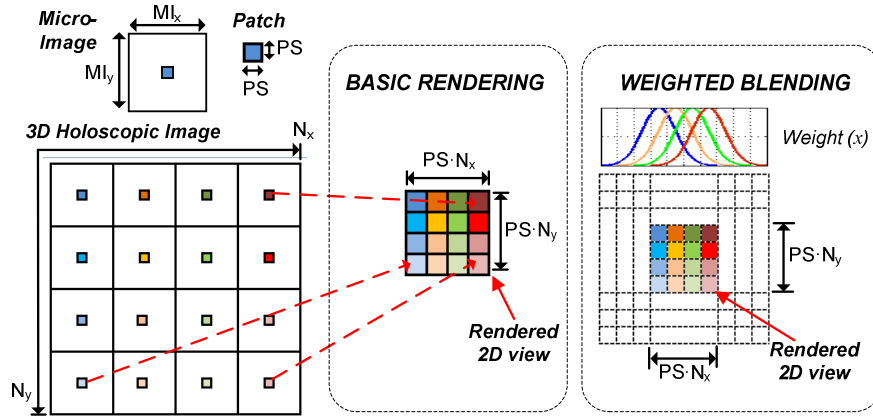 Micro-
Image
MIx
MIy
Patch
PS
PS
3D Holoscopic Image
Nx
Ny
BASIC RENDERING
PS·Nx
PS·Ny
Rendered
2D view
WEIGHTED BLENDING
Weight (x)
PS·Ny
PS·Nx
Rendered
2D view